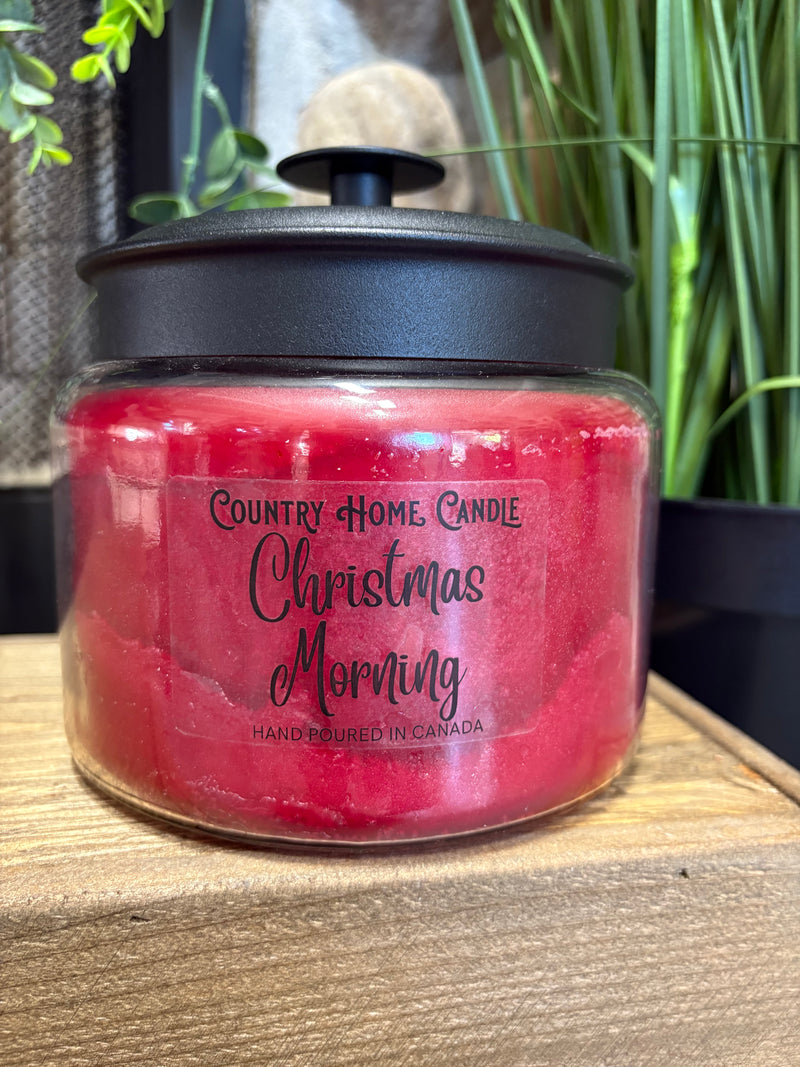 Country Home Candle
Christmas
Morning
HAND POURED IN CANADA